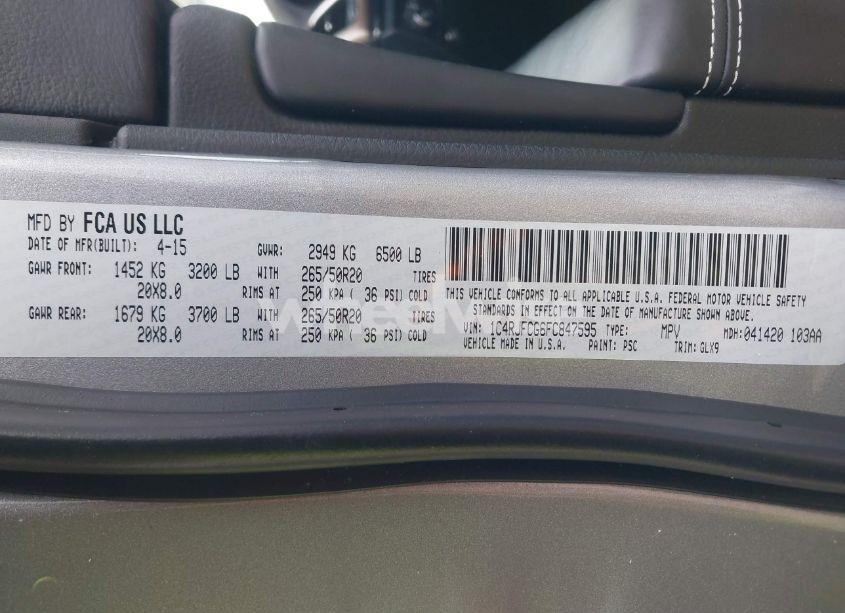 MFD BY FCA US LLC
DATE OF MFR(BUILT): 4-15 GVWR: 2949 KG 6500 LB
GAWR FRONT: 1452 KG 3200 LB WITH 265/50R20 TIRES
20X8.0 RIMS AT 250 KPA ( 36 PSI) COLD
GAWR REAR: 1679 KG 3700 LB WITH 265/50R20 TIRES
20X8.0 RIMS AT 250 KPA ( 36 PSI) COLD
THIS VEHICLE CONFORMS TO ALL APPLICABLE U.S.A. FEDERAL MOTOR VEHICLE SAFETY
STANDARDS IN EFFECT ON THE DATE OF MANUFACTURE SHOWN ABOVE.
VIN: 1C4RJFCG6FC847595 TYPE: MPV MDH:041420 103AA
VEHICLE MADE IN U.S.A. PAINT: PSC TRIM: GLX9